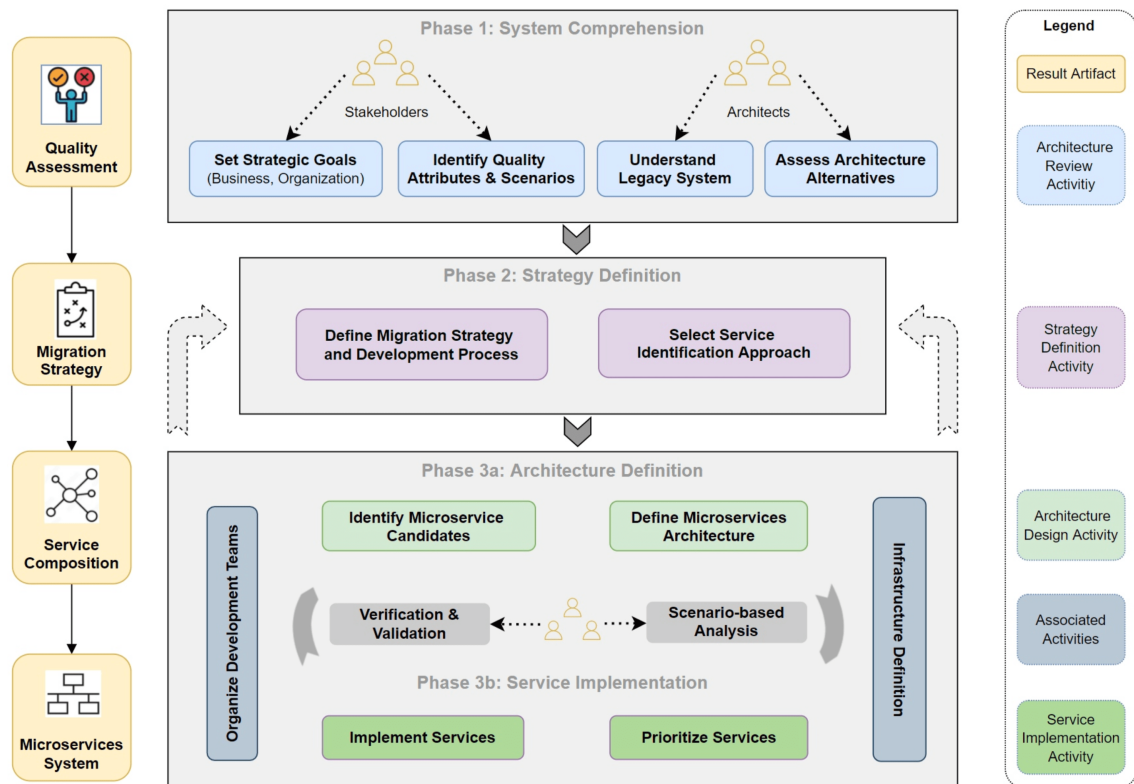 Phase 1: System Comprehension
Stakeholders
Architects
Set Strategic Goals
(Business, Organization)
Identify Quality
Attributes & Scenarios
Understand
Legacy System
Assess Architecture
Alternatives
Quality
Assessment
Phase 2: Strategy Definition
Define Migration Strategy
and Development Process
Select Service
Identification Approach
Migration
Strategy
Phase 3a: Architecture Definition
Organize Development Teams
Identify Microservice
Candidates
Define Microservices
Architecture
Infrastructure Definition
Verification &
Validation
Scenario-based
Analysis
Service
Composition
Phase 3b: Service Implementation
Implement Services
Prioritize Services
Microservices
System
Legend
Result Artifact
Architecture
Review
Activitiy
Strategy
Definition
Activity
Architecture
Design Activity
Associated
Activities
Service
Implementation
Activity